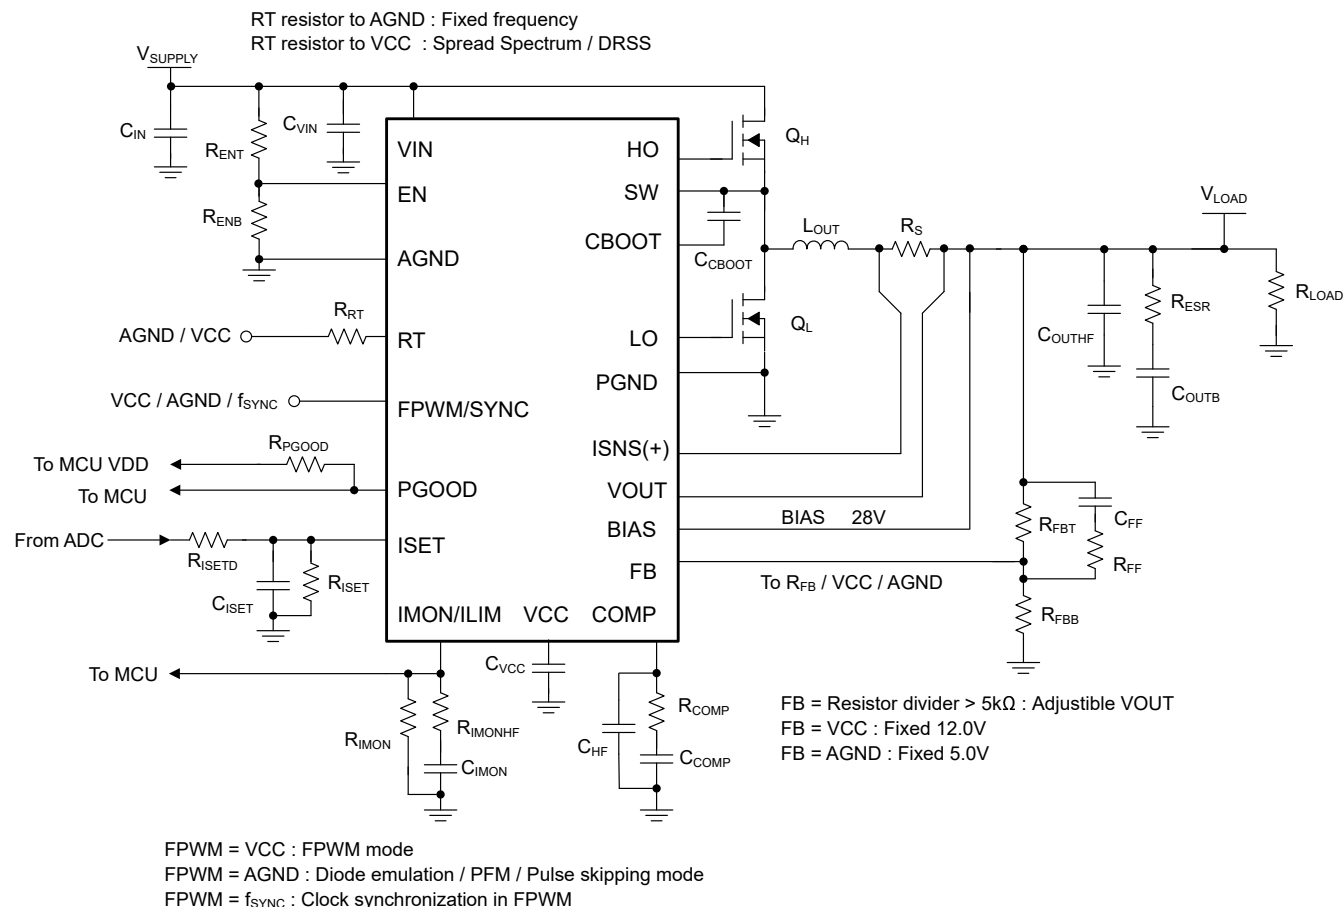 RT resistor to AGND : Fixed frequency
RT resistor to VCC : Spread Spectrum / DRSS
VSUPPLY
CIN
RENT
CVIN
RENB
VIN
EN
AGND
RT
FPWM/SYNC
PGOOD
ISET
IMON/ILIM
VCC
COMP
HO
SW
CBOOT
LO
PGND
ISNS(+)
VOUT
BIAS
FB
QH
CCBOOT
LOUT
RS
QL
VLOAD
RESR
RLOAD
COUTHF
COUTB
RRT
AGND / VCC
VCC / AGND / fSYNC
RPGOOD
To MCU VDD
To MCU
From ADC
RISETD
CISET
RISET
BIAS 28V
To RFB / VCC / AGND
RFBT
CFF
RFF
RFBB
To MCU
RIMON
RIMONHF
CIMON
CVCC
CHF
RCOMP
CCOMP
FB = Resistor divider > 5kΩ : Adjustible VOUT
FB = VCC : Fixed 12.0V
FB = AGND : Fixed 5.0V
FPWM = VCC : FPWM mode
FPWM = AGND : Diode emulation / PFM / Pulse skipping mode
FPWM = fSYNC : Clock synchronization in FPWM